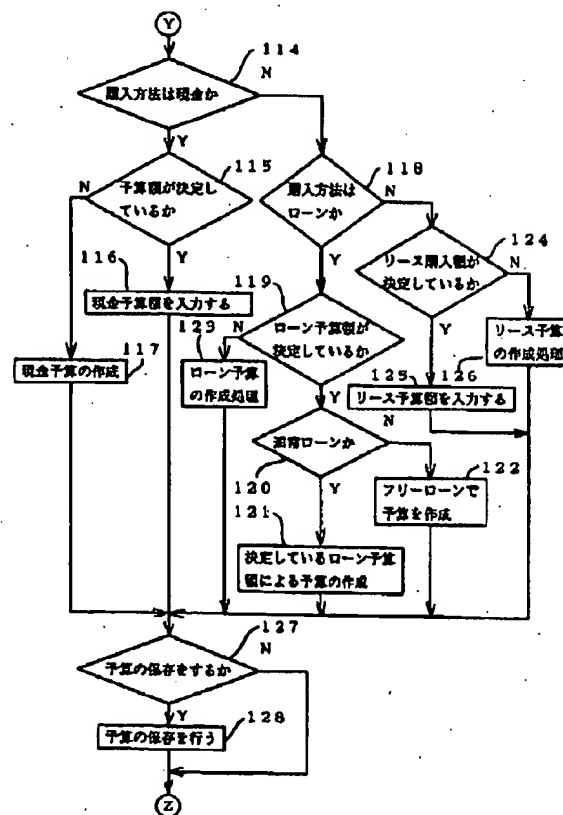 Y
114
N
購入方法は現金か
Y
115
118
N
予算額が決定し
ているか
購入方法は
ローンか
N
124
116
Y
119
Y
リース購入額が
決定しているか
N
現金予算額を入力する
123
N
ローン予算額が
決定しているか
Y
リース予算
の作成処理
現金予算の作成
117
ローン予算
の作成処理
125
126
リース予算額を入力する
Y
N
ローンか
120
Y
122
フリーローンで
予算を作成
121
決定しているローン予算
額による予算の作成
127
N
予算の保存をするか
Y
128
予算の保存を行う
Z